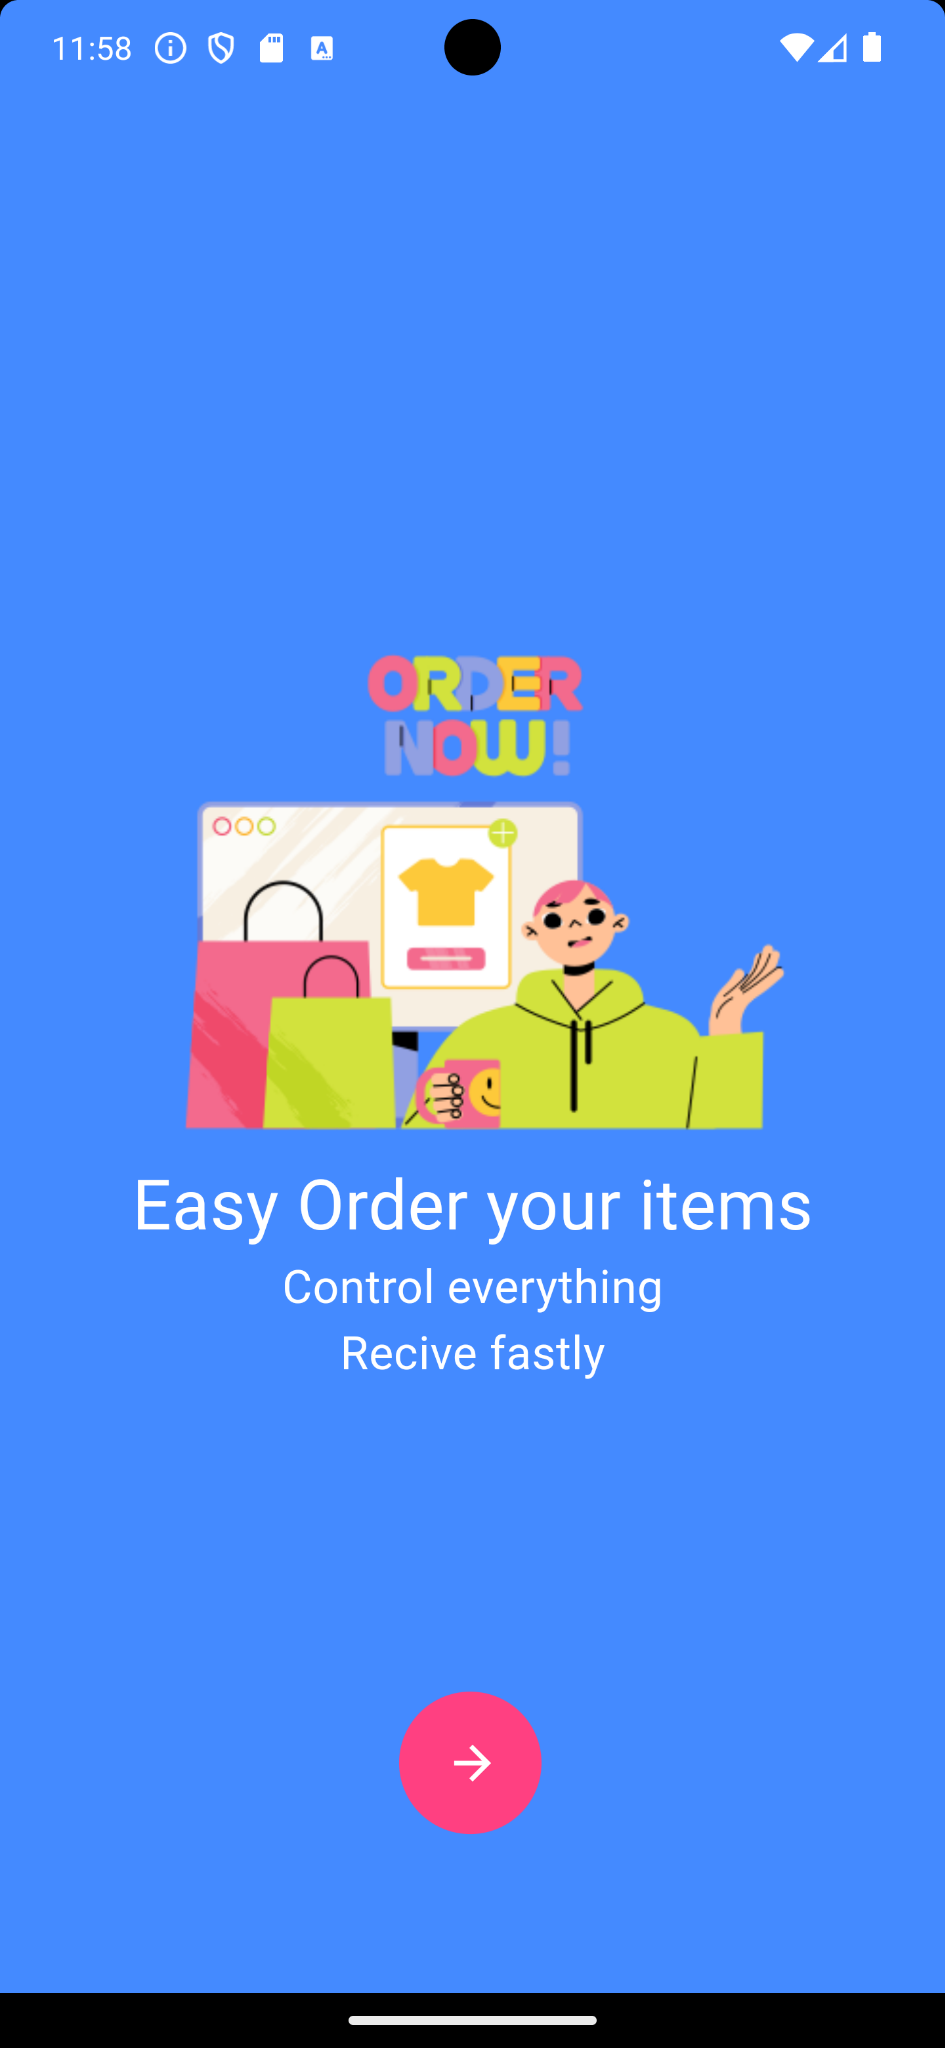 11:58
ORDER
NOW!
Easy Order your items
Control everything
Recive fastly